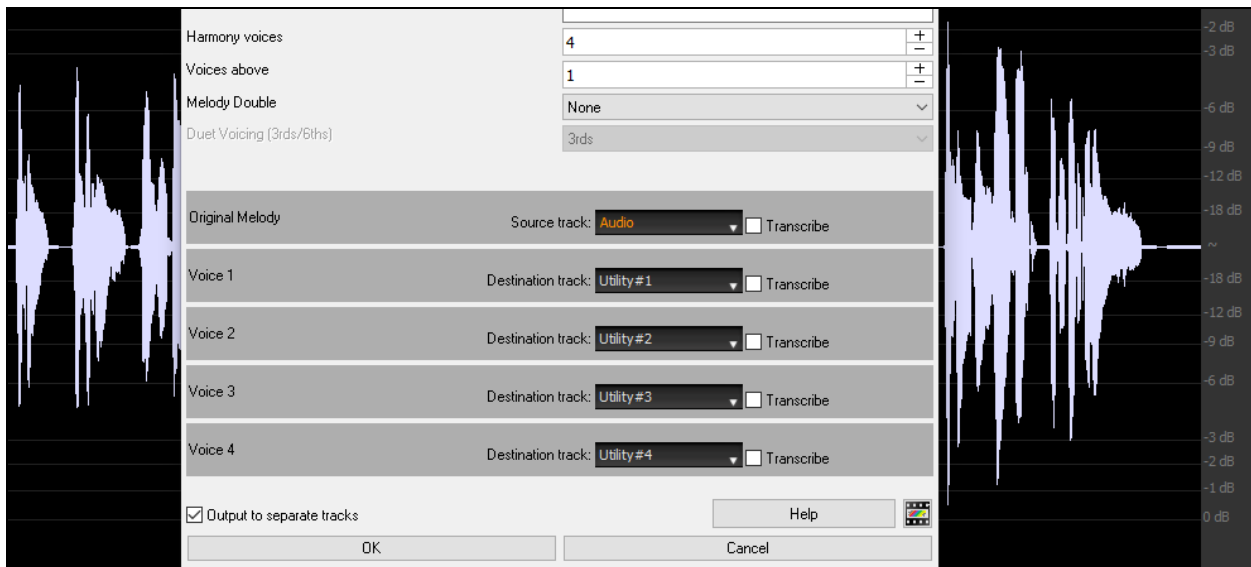 Harmony voices 4 + −
Voices above 1 + −
Melody Double None
Duet Voicing (3rds/6ths) 3rds
Original Melody Source track: Audio Transcribe
Voice 1 Destination track: Utility#1 Transcribe
Voice 2 Destination track: Utility#2 Transcribe
Voice 3 Destination track: Utility#3 Transcribe
Voice 4 Destination track: Utility#4 Transcribe
Output to separate tracks Help
OK Cancel
-2 dB
-3 dB
-6 dB
-9 dB
-12 dB
-18 dB
~
-18 dB
-12 dB
-9 dB
-6 dB
-3 dB
-2 dB
-1 dB
0 dB